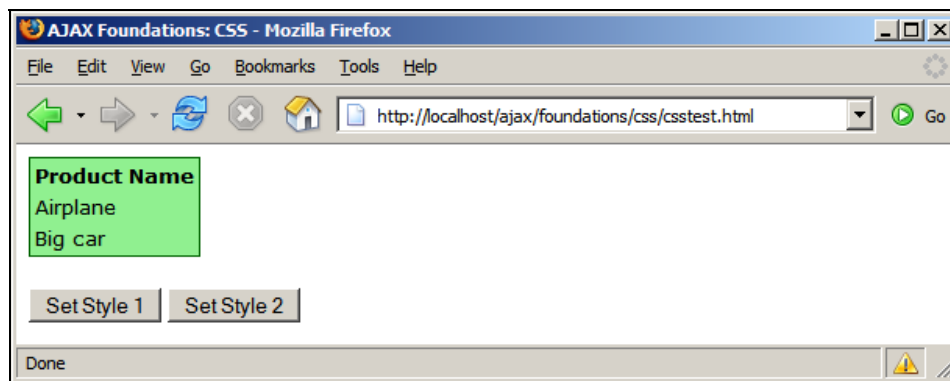 AJAX Foundations: CSS - Mozilla Firefox
File Edit View Go Bookmarks Tools Help
http://localhost/ajax/foundations/css/csstest.html Go
Product Name
Airplane
Big car
Set Style 1 Set Style 2
Done